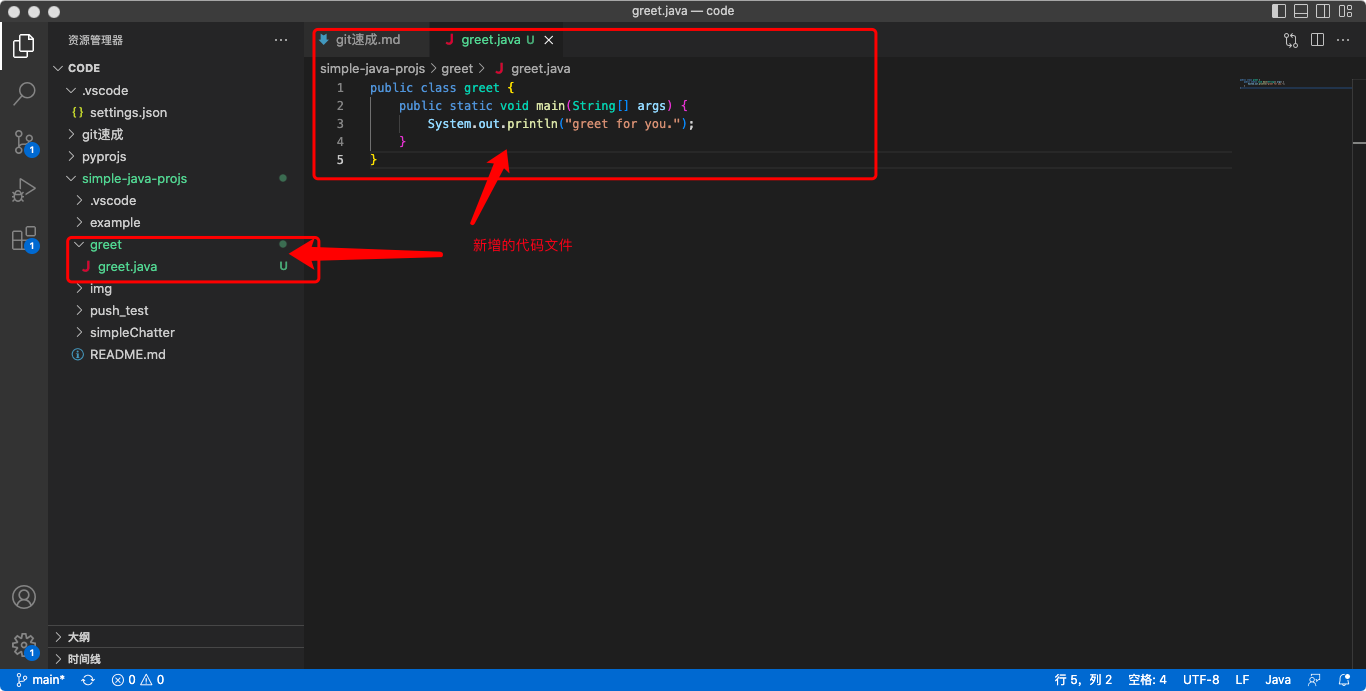 greet.java — code
资源管理器
git速成.md
greet.java U
CODE
simple-java-projs greet greet.java
.vscode
{} settings.json
git速成
pyprojs
simple-java-projs
.vscode
example
greet
greet.java U
img
push_test
simpleChatter
README.md
1 public class greet {
2 public static void main(String[] args) {
3 System.out.println("greet for you.");
4 }
5 }
新增的代码文件
1
1
1
大纲
时间线
main* 0 0 行 5，列 2 空格: 4 UTF-8 LF Java